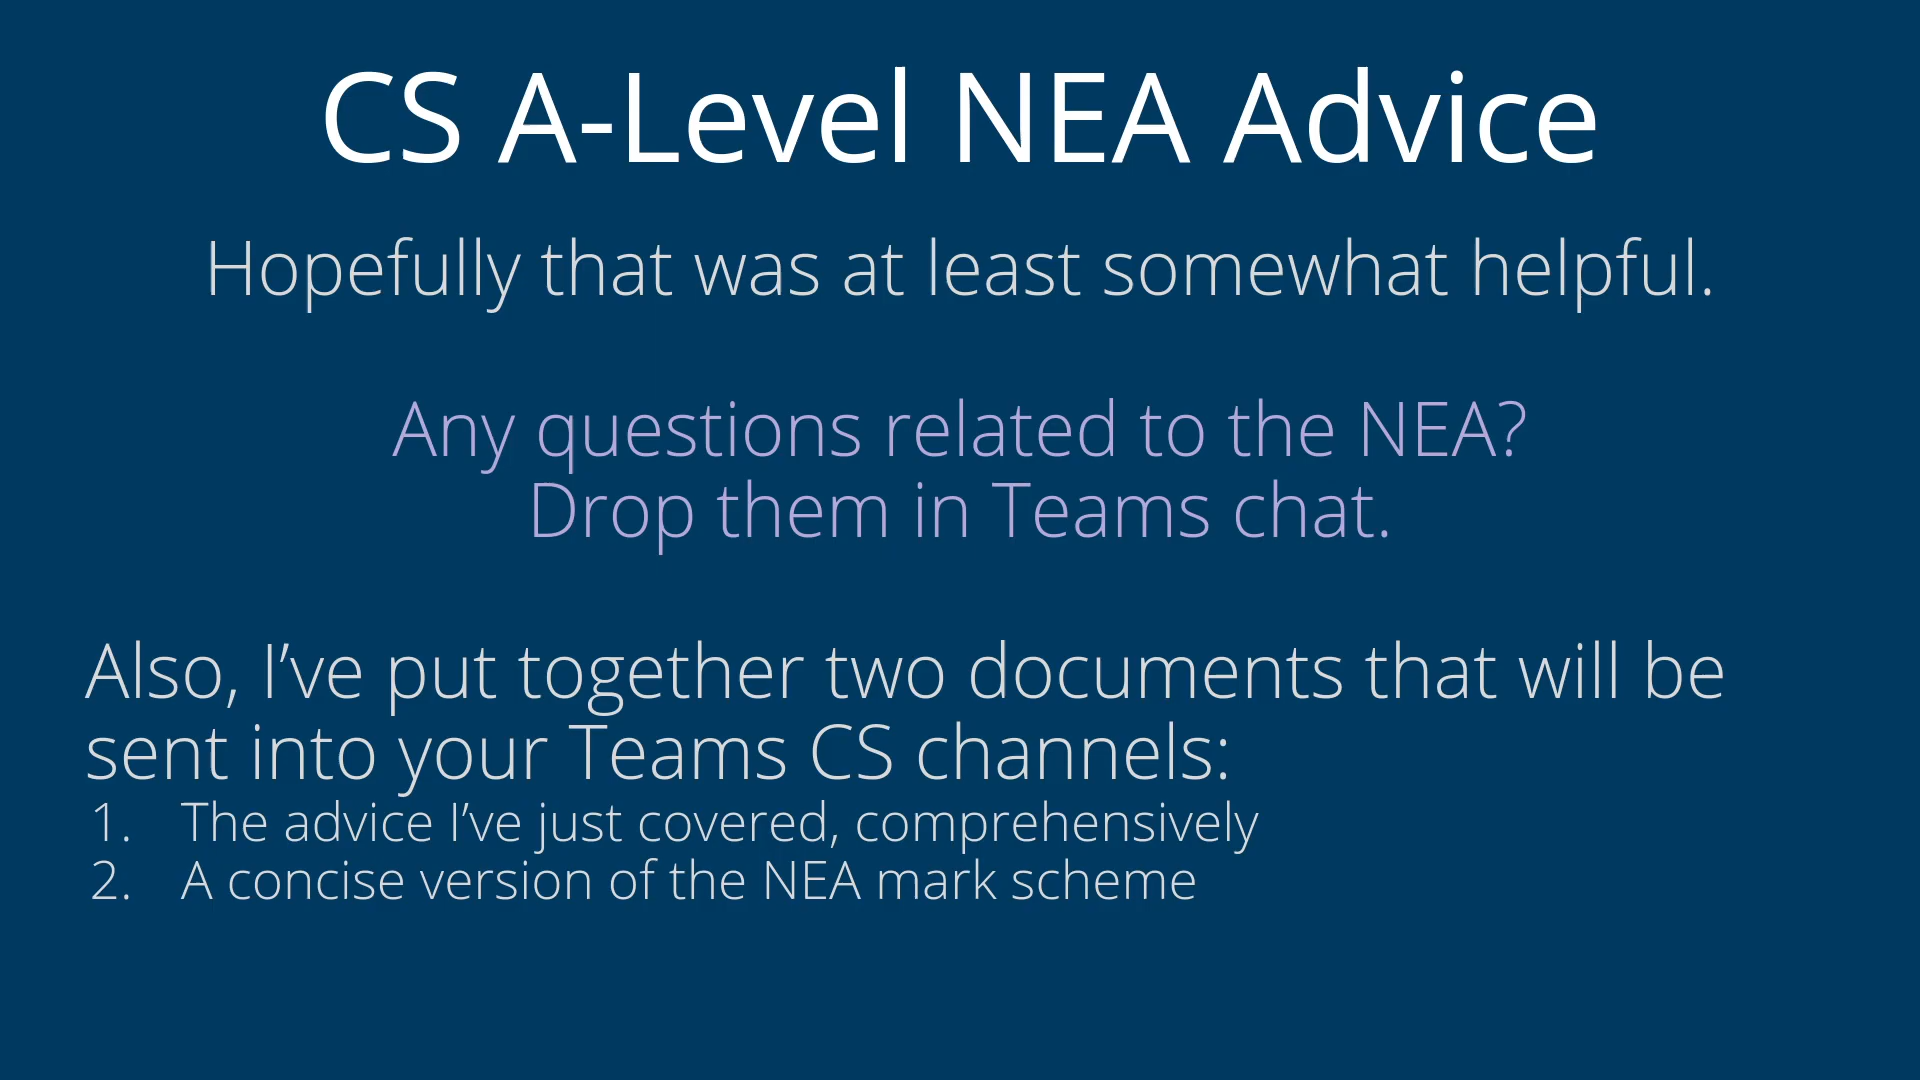 CS A-Level NEA Advice
Hopefully that was at least somewhat helpful.
Any questions related to the NEA?
Drop them in Teams chat.
Also, I’ve put together two documents that will be
sent into your Teams CS channels:
1. The advice I’ve just covered, comprehensively
2. A concise version of the NEA mark scheme